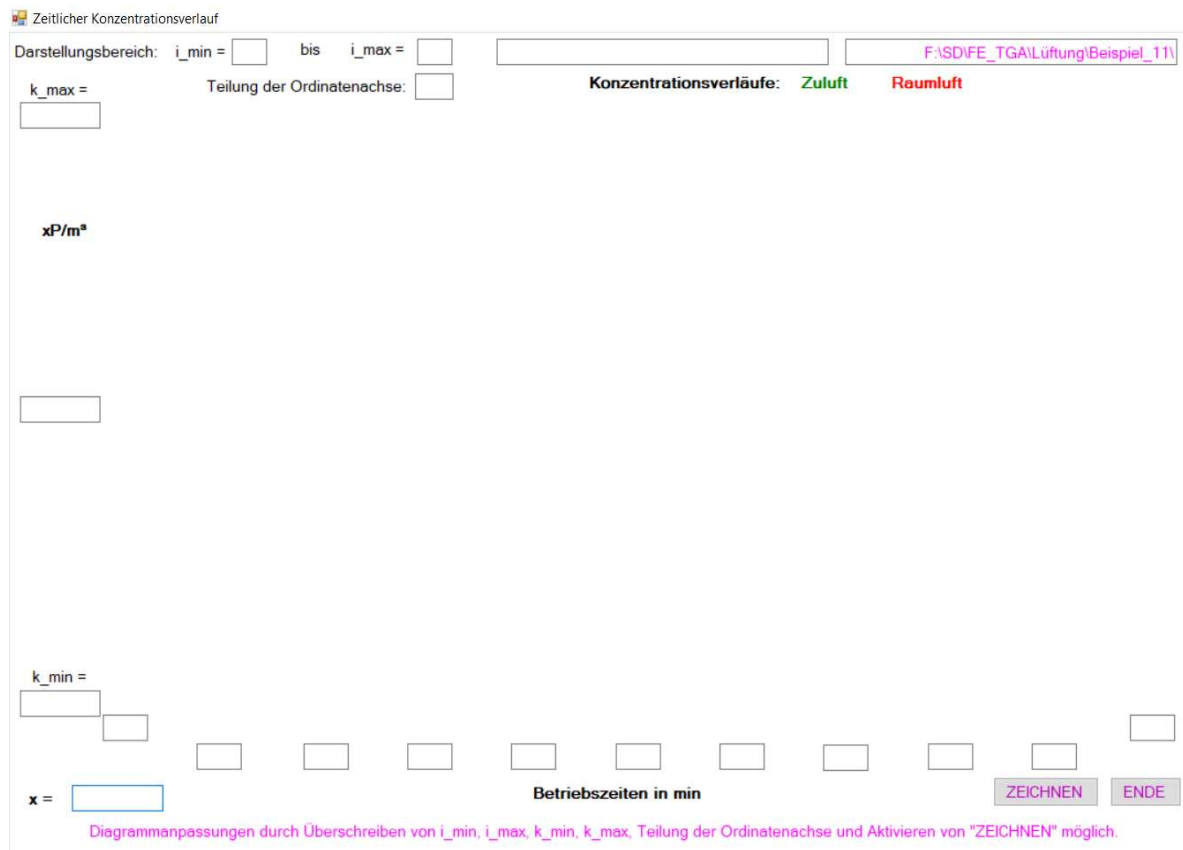 Zeitlicher Konzentrationsverlauf
Darstellungsbereich: i_min = bis i_max = F:\SD\FE_TGA\Lüftung\Beispiel_11\
k_max = Teilung der Ordinatenachse: Konzentrationsverläufe: Zuluft Raumluft
xP/m³
k_min =
x = Betriebszeiten in min ZEICHNEN ENDE
Diagrammanpassungen durch Überschreiben von i_min, i_max, k_min, k_max, Teilung der Ordinatenachse und Aktivieren von "ZEICHNEN" möglich.